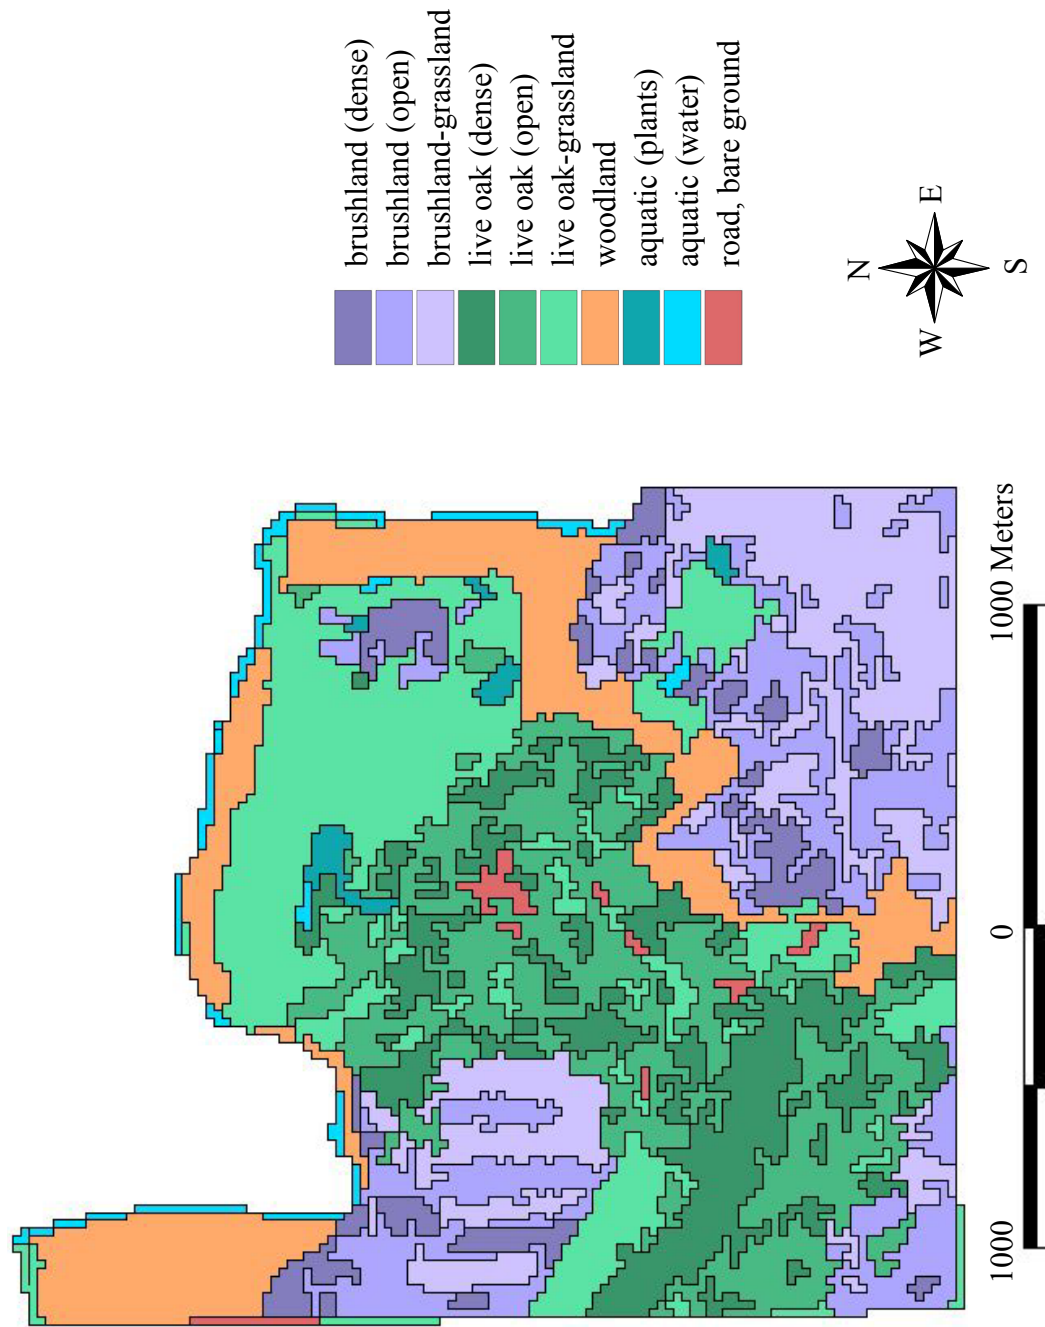 brushland (dense)
brushland (open)
brushland-grassland
live oak (dense)
live oak (open)
live oak-grassland
woodland
aquatic (plants)
aquatic (water)
road, bare ground
N
W
E
S
1000
0
1000 Meters